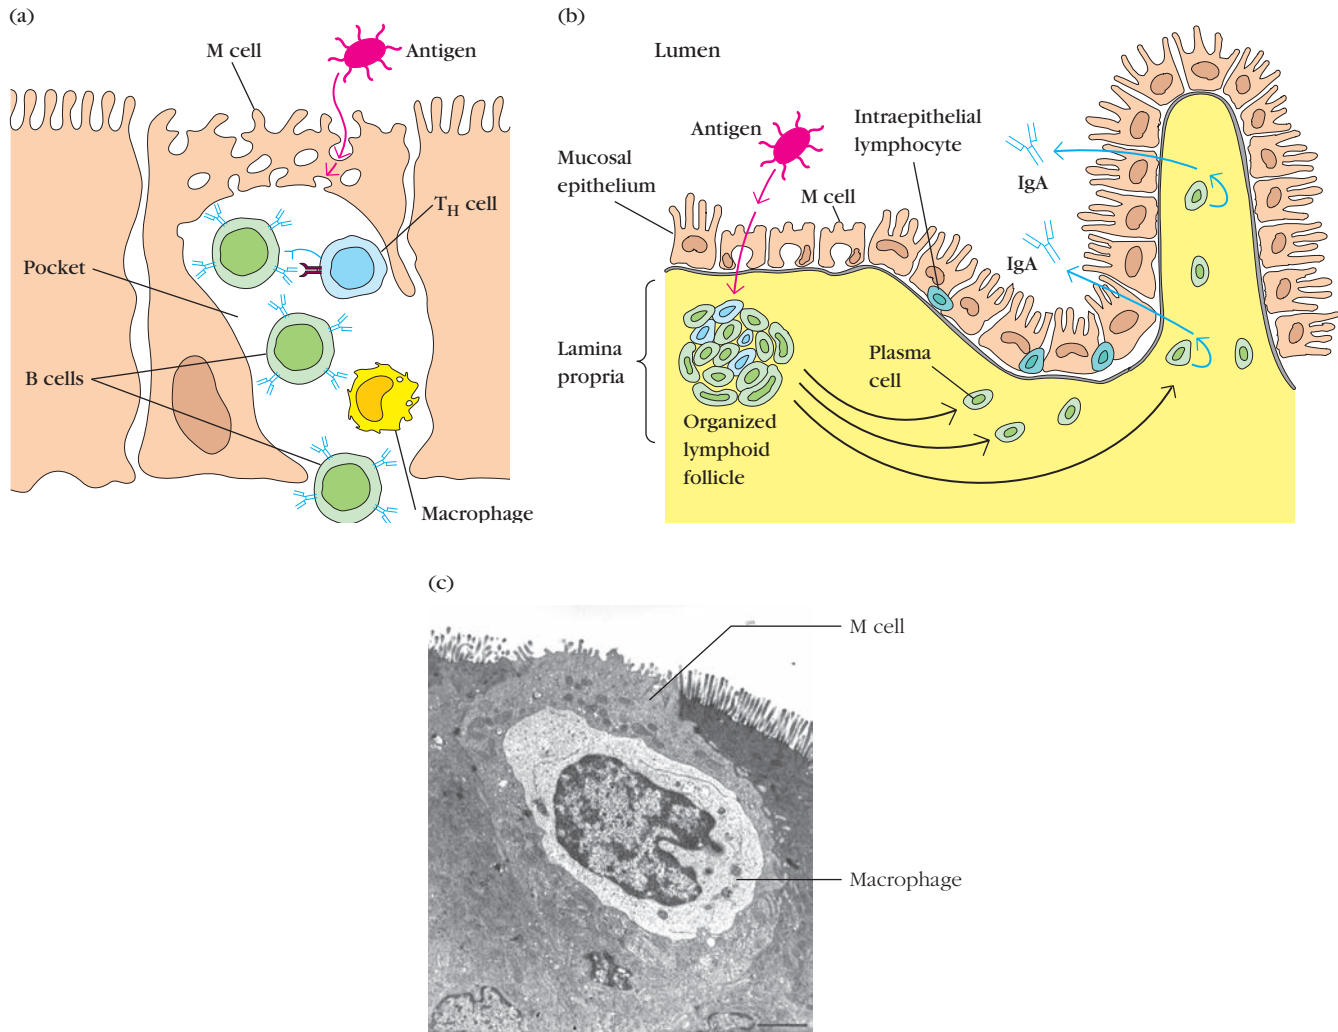 (a)
M cell
Antigen
T_H cell
Pocket
B cells
Macrophage
(b)
Lumen
Antigen
Intraepithelial
lymphocyte
Mucosal
epithelium
M cell
IgA
IgA
Lamina
propria
Plasma
cell
Organized
lymphoid
follicle
(c)
M cell
Macrophage